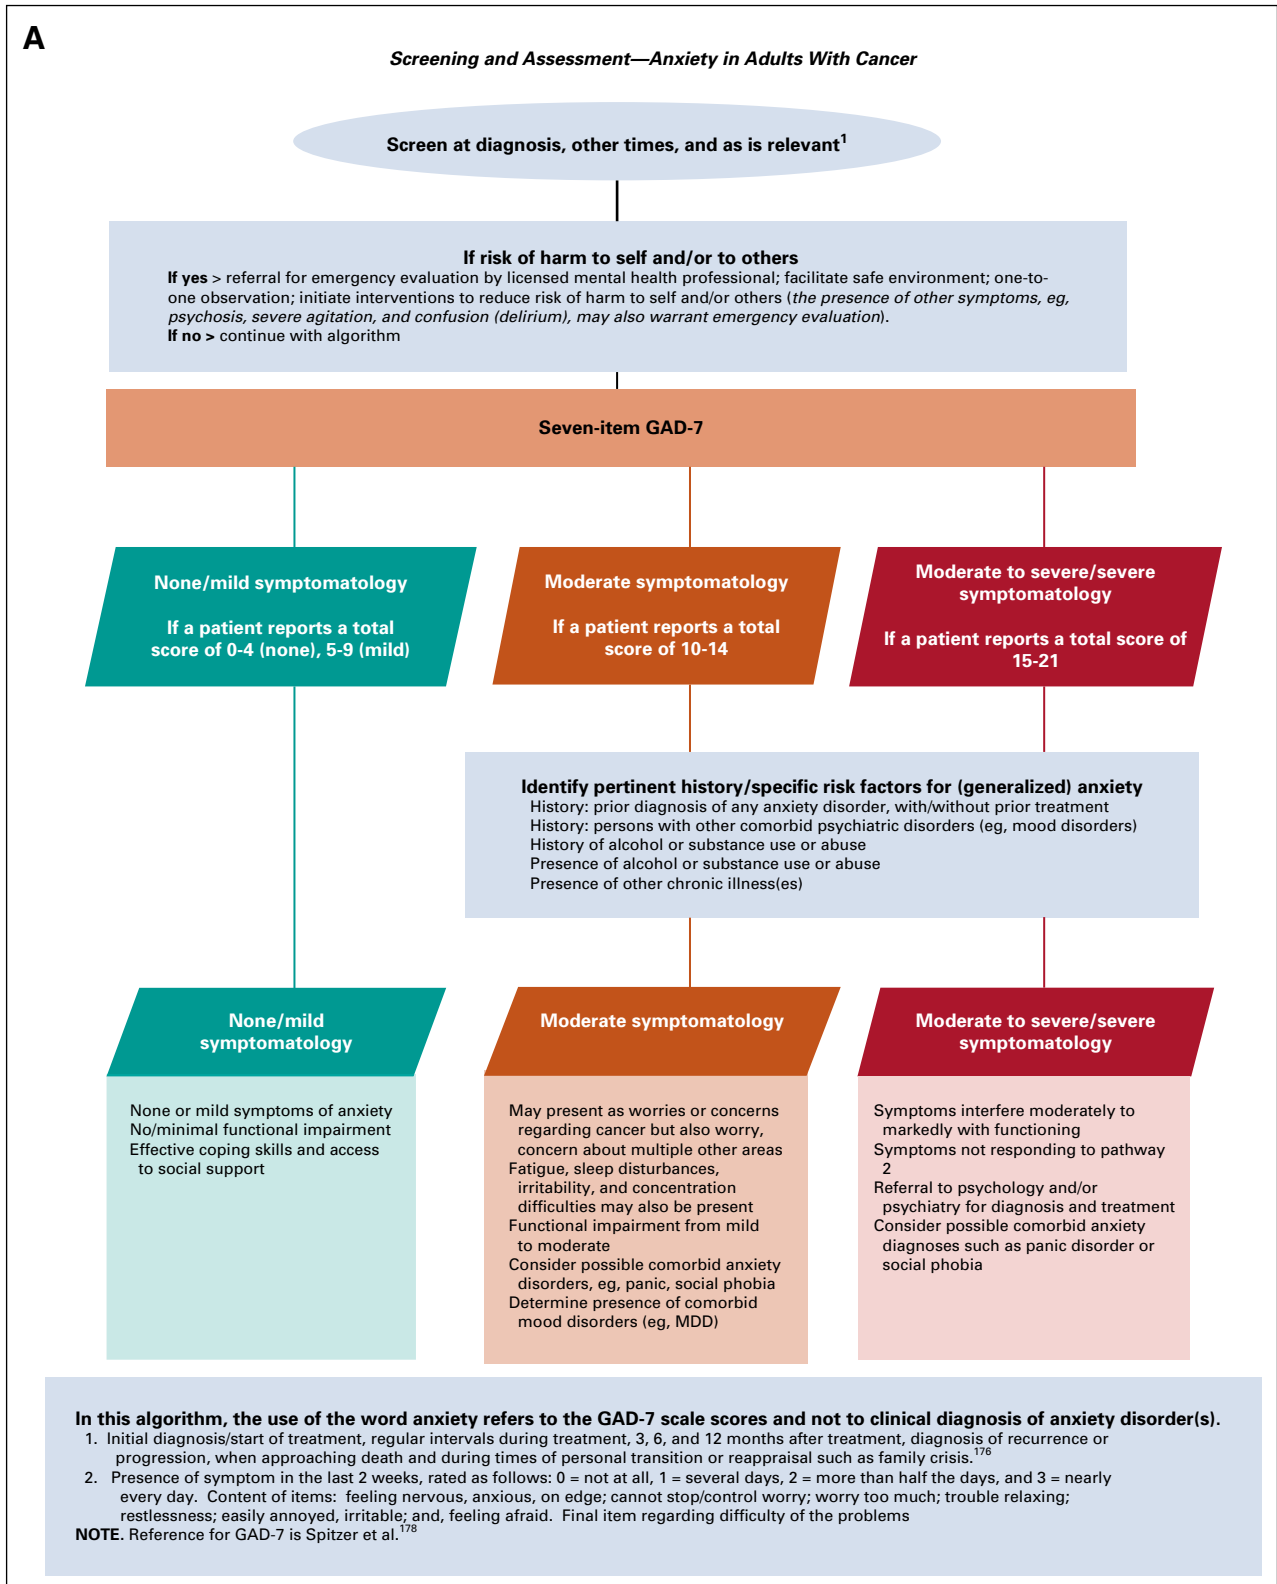 A
Screening and Assessment—Anxiety in Adults With Cancer
Screen at diagnosis, other times, and as is relevant1
If risk of harm to self and/or to others
If yes > referral for emergency evaluation by licensed mental health professional; facilitate safe environment; one-to-
one observation; initiate interventions to reduce risk of harm to self and/or others (the presence of other symptoms, eg,
psychosis, severe agitation, and confusion (delirium), may also warrant emergency evaluation).
If no > continue with algorithm
Seven-item GAD-7
None/mild symptomatology
If a patient reports a total
score of 0-4 (none), 5-9 (mild)
Moderate symptomatology
If a patient reports a total
score of 10-14
Moderate to severe/severe
symptomatology
If a patient reports a total score of
15-21
Identify pertinent history/specific risk factors for (generalized) anxiety
History: prior diagnosis of any anxiety disorder, with/without prior treatment
History: persons with other comorbid psychiatric disorders (eg, mood disorders)
History of alcohol or substance use or abuse
Presence of alcohol or substance use or abuse
Presence of other chronic illness(es)
None/mild
symptomatology
None or mild symptoms of anxiety
No/minimal functional impairment
Effective coping skills and access
to social support
Moderate symptomatology
May present as worries or concerns
regarding cancer but also worry,
concern about multiple other areas
Fatigue, sleep disturbances,
irritability, and concentration
difficulties may also be present
Functional impairment from mild
to moderate
Consider possible comorbid anxiety
disorders, eg, panic, social phobia
Determine presence of comorbid
mood disorders (eg, MDD)
Moderate to severe/severe
symptomatology
Symptoms interfere moderately to
markedly with functioning
Symptoms not responding to pathway
2
Referral to psychology and/or
psychiatry for diagnosis and treatment
Consider possible comorbid anxiety
diagnoses such as panic disorder or
social phobia
In this algorithm, the use of the word anxiety refers to the GAD-7 scale scores and not to clinical diagnosis of anxiety disorder(s).
1. Initial diagnosis/start of treatment, regular intervals during treatment, 3, 6, and 12 months after treatment, diagnosis of recurrence or
progression, when approaching death and during times of personal transition or reappraisal such as family crisis.176
2. Presence of symptom in the last 2 weeks, rated as follows: 0 = not at all, 1 = several days, 2 = more than half the days, and 3 = nearly
every day. Content of items: feeling nervous, anxious, on edge; cannot stop/control worry; worry too much; trouble relaxing;
restlessness; easily annoyed, irritable; and, feeling afraid. Final item regarding difficulty of the problems
NOTE. Reference for GAD-7 is Spitzer et al.178